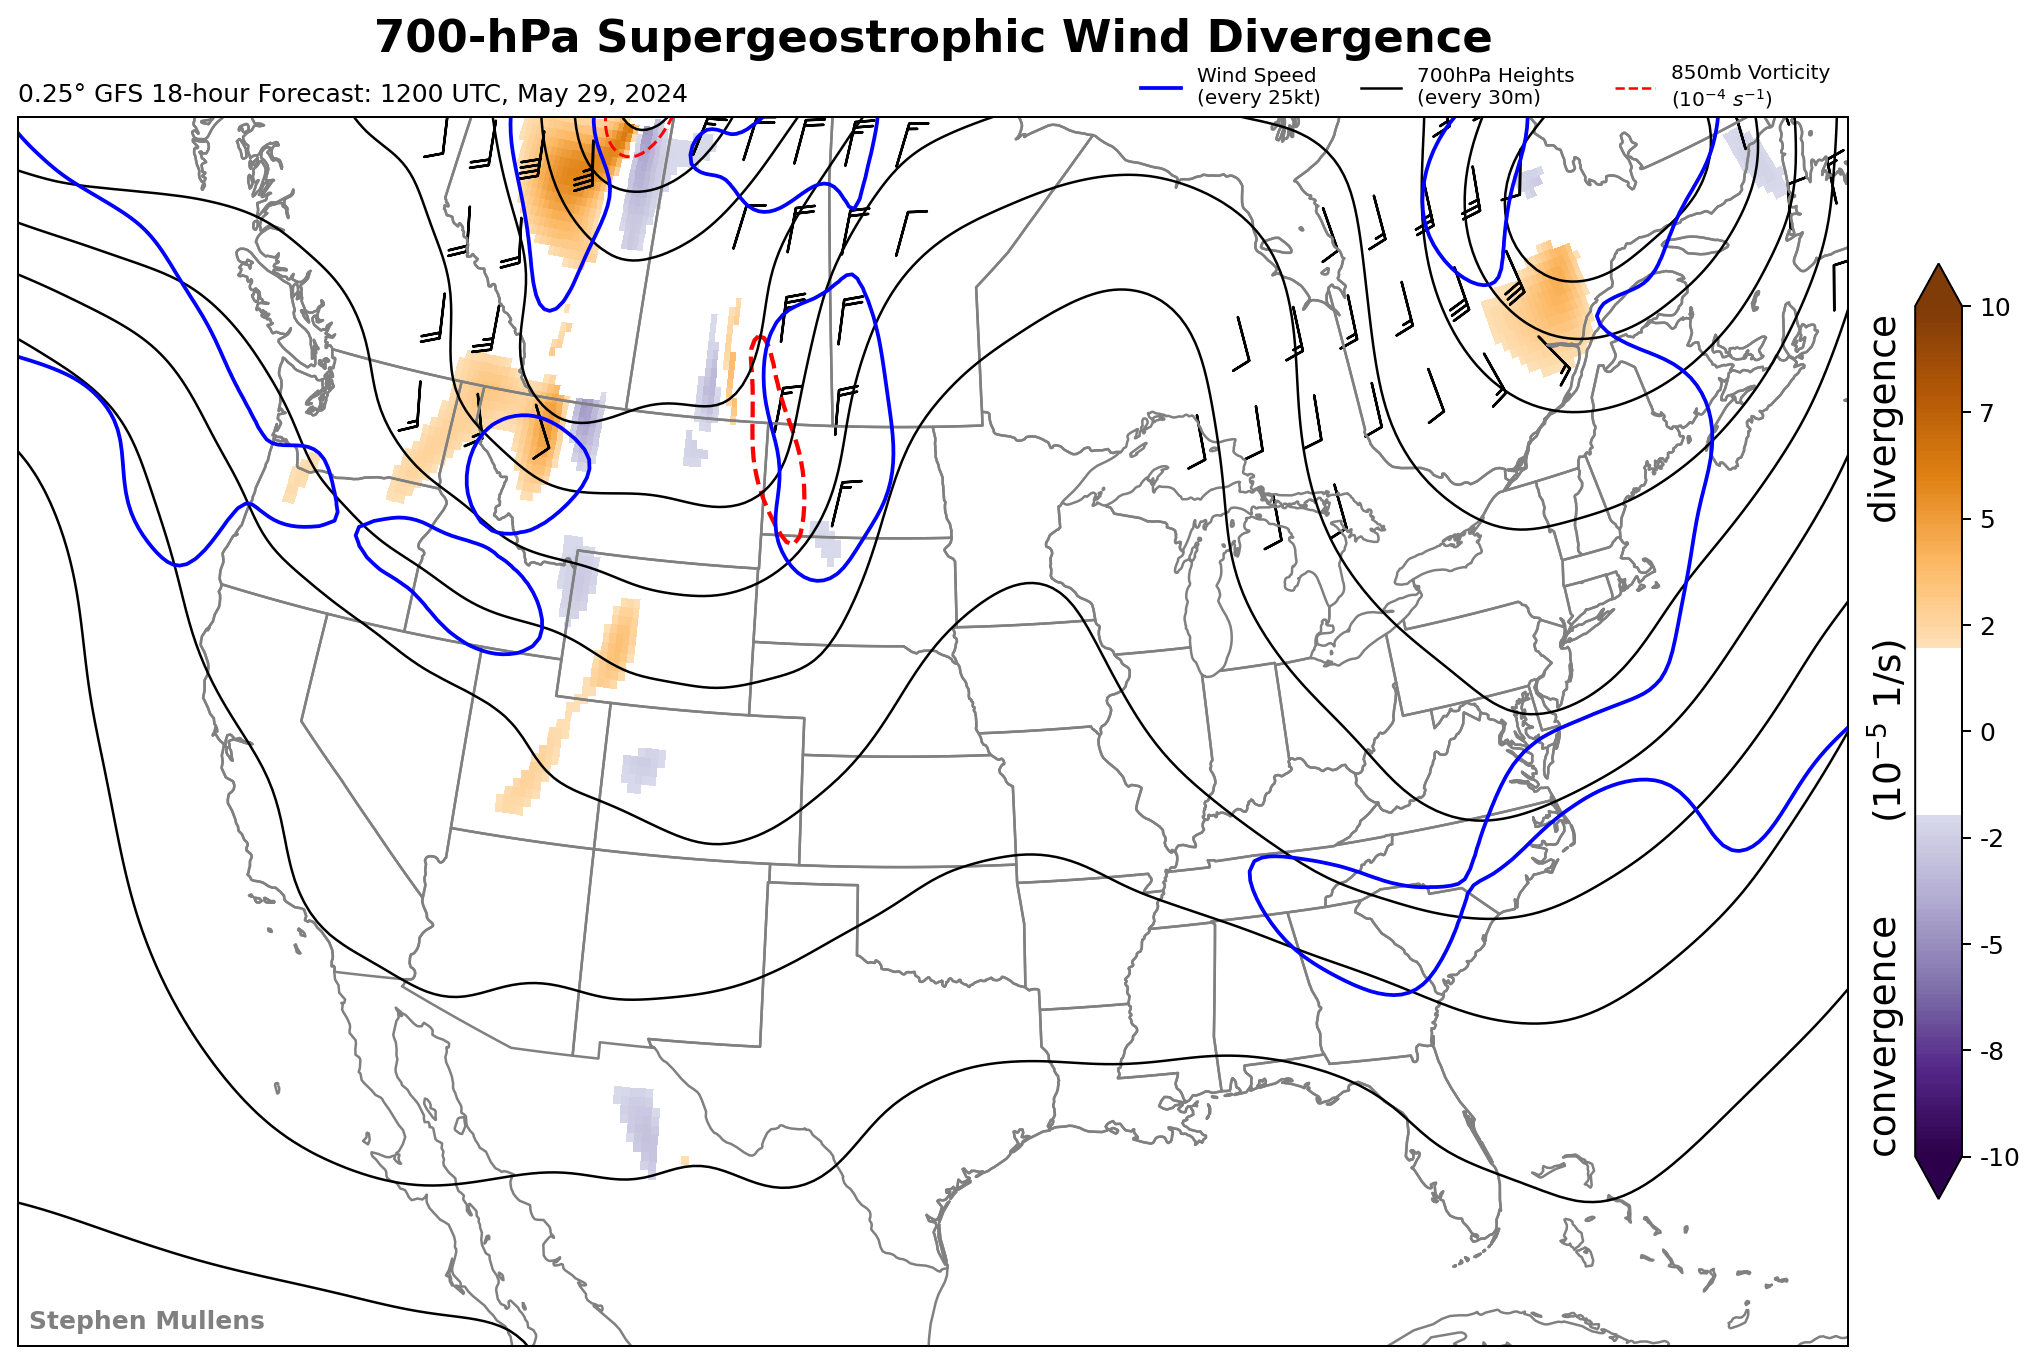 700-hPa Supergeostrophic Wind Divergence
0.25° GFS 18-hour Forecast: 1200 UTC, May 29, 2024
Wind Speed
(every 25kt)
700hPa Heights
(every 30m)
850mb Vorticity
(10⁻⁴ s⁻¹)
10
7
5
2
0
-2
-5
-8
-10
convergence (10⁻⁵ 1/s) divergence
Stephen Mullens